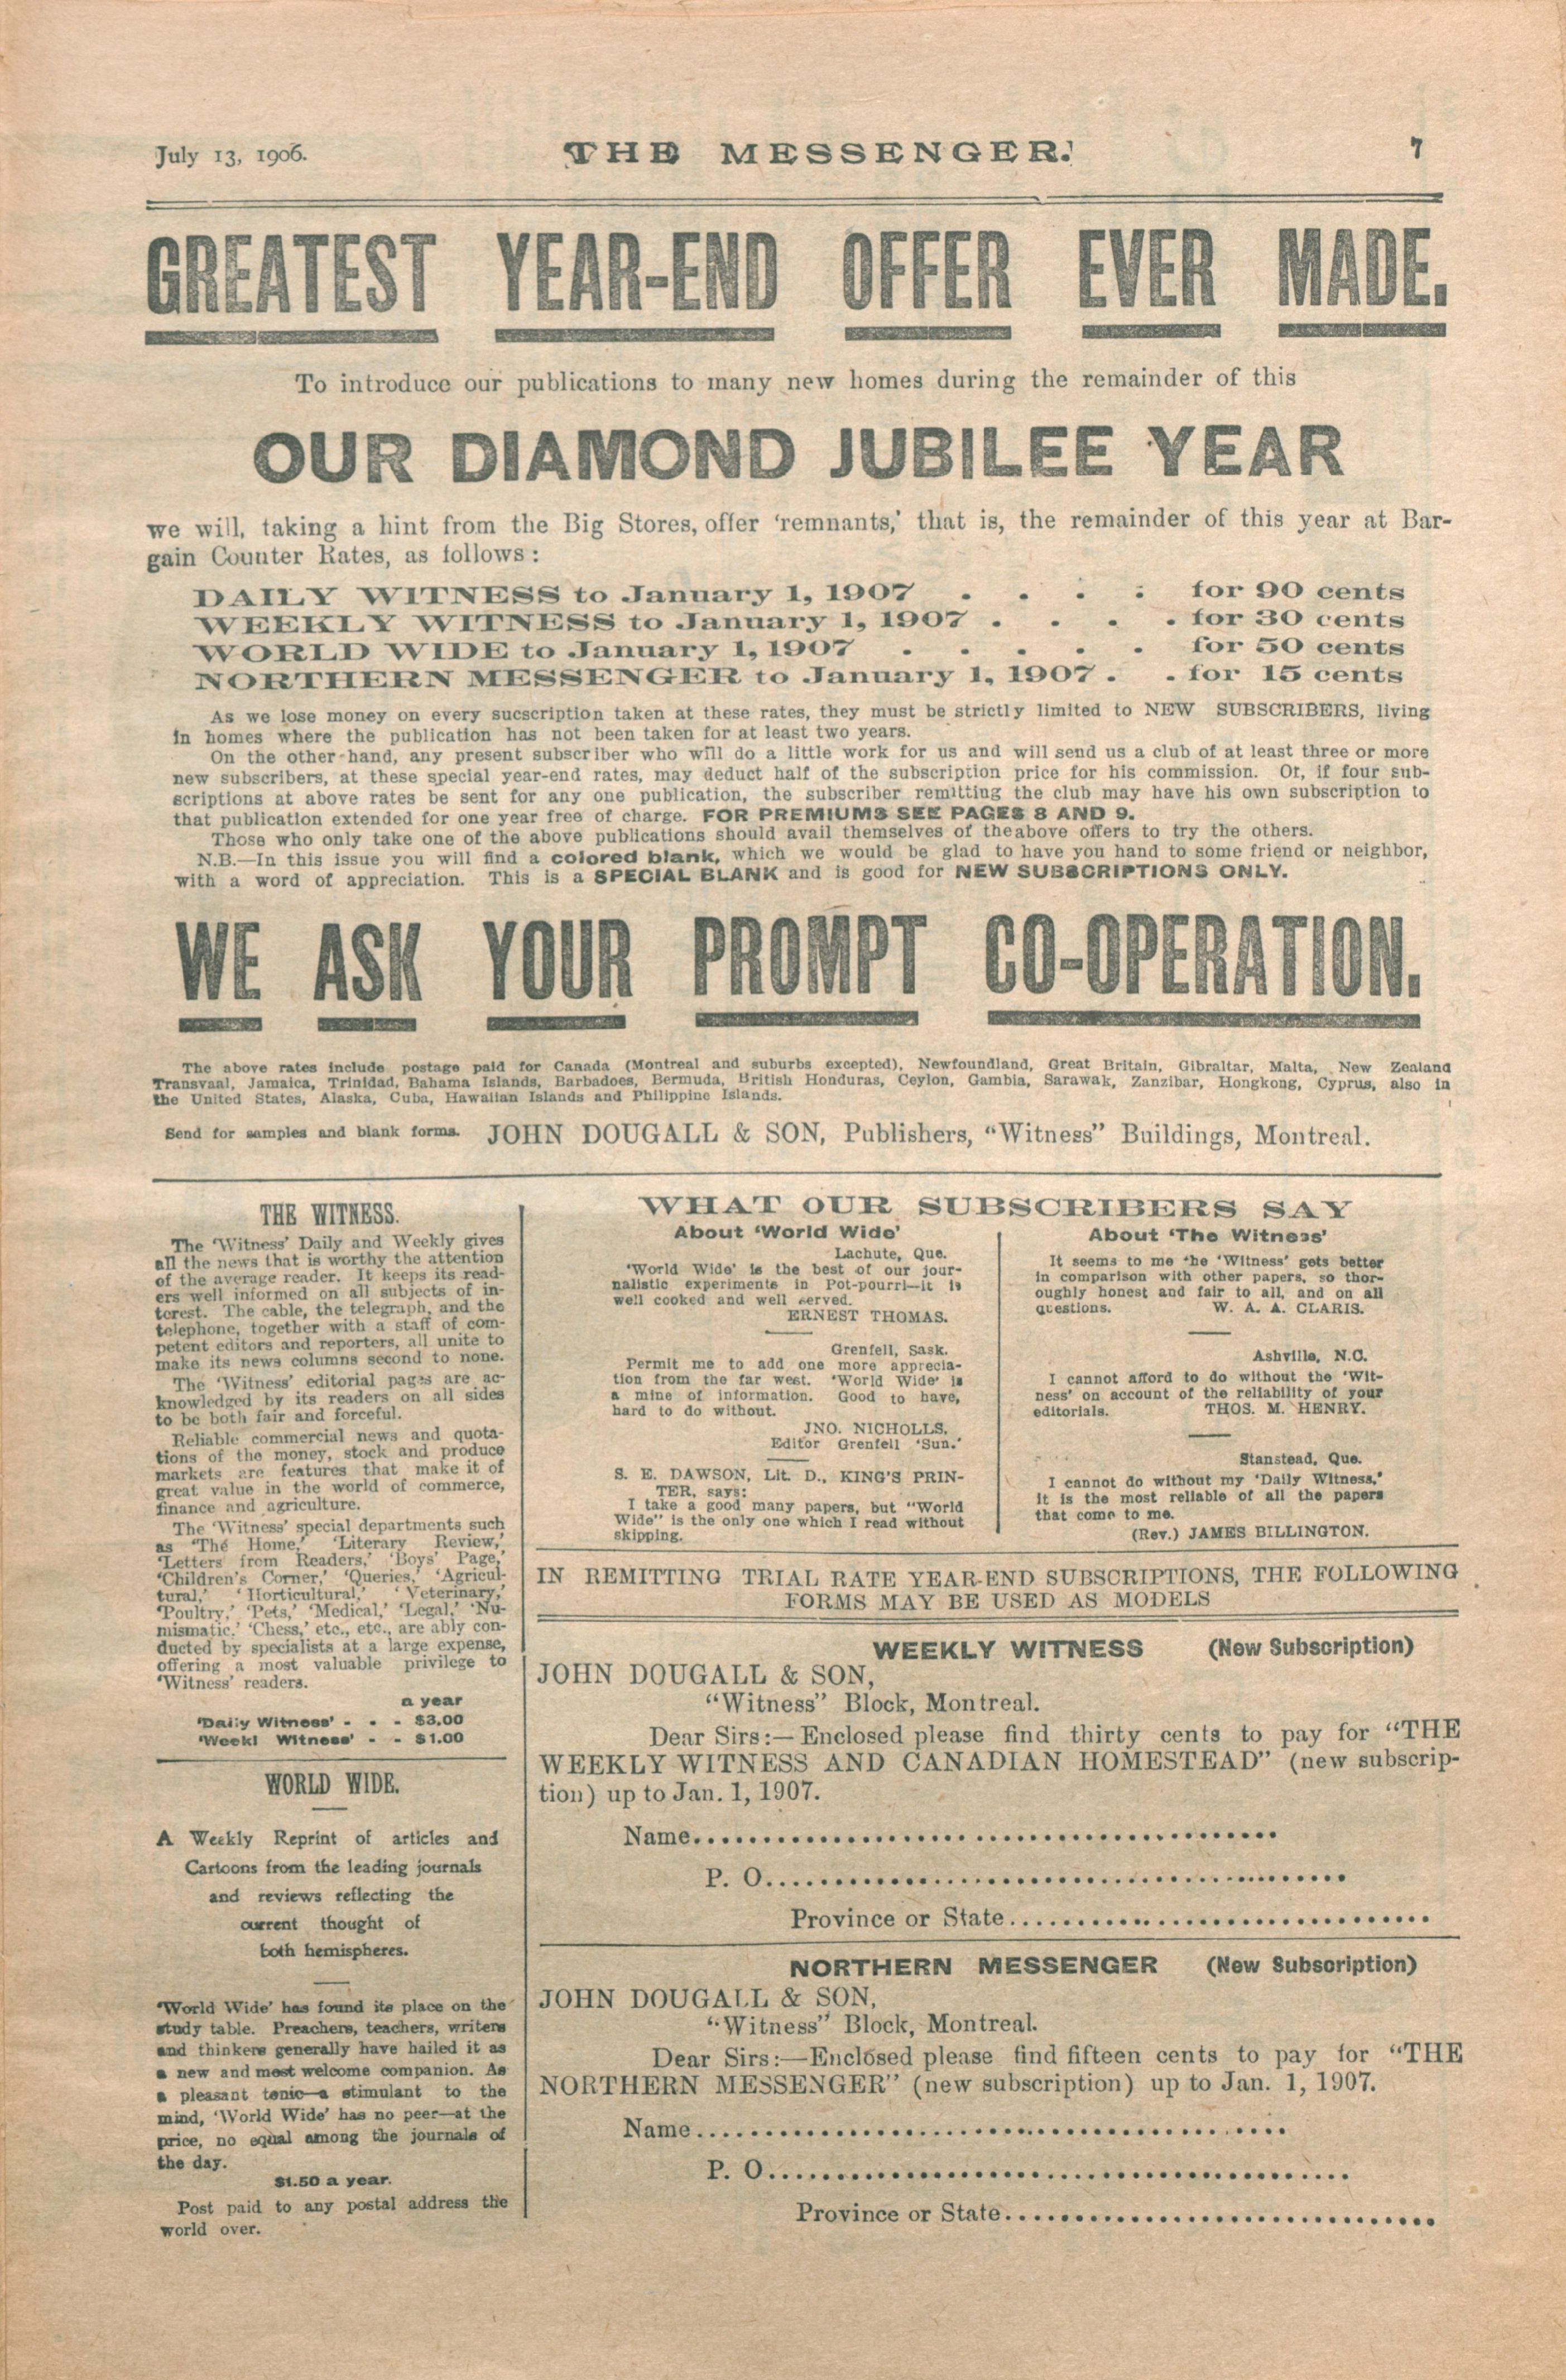 July 13, 1906.
THE MESSENGER.
7
GREATEST YEAR-END OFFER EVER MADE.
To introduce our publications to many new homes during the remainder of this
OUR DIAMOND JUBILEE YEAR
we will, taking a hint from the Big Stores, offer 'remnants,' that is, the remainder of this year at Bar-
gain Counter Rates, as follows:
DAILY WITNESS to January 1, 1907 . . . . for 90 cents
WEEKLY WITNESS to January 1, 1907 . . . . for 30 cents
WORLD WIDE to January 1, 1907 . . . . . for 50 cents
NORTHERN MESSENGER to January 1, 1907 . . for 15 cents
As we lose money on every sucscription taken at these rates, they must be strictly limited to NEW SUBSCRIBERS, living
in homes where the publication has not been taken for at least two years.
On the other hand, any present subscriber who will do a little work for us and will send us a club of at least three or more
new subscribers, at these special year-end rates, may deduct half of the subscription price for his commission. Or, if four sub-
scriptions at above rates be sent for any one publication, the subscriber remitting the club may have his own subscription to
that publication extended for one year free of charge. FOR PREMIUMS SEE PAGES 8 AND 9.
Those who only take one of the above publications should avail themselves of theabove offers to try the others.
N.B.—In this issue you will find a colored blank, which we would be glad to have you hand to some friend or neighbor,
with a word of appreciation. This is a SPECIAL BLANK and is good for NEW SUBSCRIPTIONS ONLY.
WE ASK YOUR PROMPT CO-OPERATION.
The above rates include postage paid for Canada (Montreal and suburbs excepted), Newfoundland, Great Britain, Gibraltar, Malta, New Zealand
Transvaal, Jamaica, Trinidad, Bahama Islands, Barbadoes, Bermuda, British Honduras, Ceylon, Gambia, Sarawak, Zanzibar, Hongkong, Cyprus, also in
the United States, Alaska, Cuba, Hawaiian Islands and Philippine Islands.
Send for samples and blank forms. JOHN DOUGALL & SON, Publishers, "Witness" Buildings, Montreal.
THE WITNESS.
The 'Witness' Daily and Weekly gives
all the news that is worthy the attention
of the average reader. It keeps its read-
ers well informed on all subjects of in-
terest. The cable, the telegraph, and the
telephone, together with a staff of com-
petent editors and reporters, all unite to
make its news columns second to none.
The 'Witness' editorial pages are ac-
knowledged by its readers on all sides
to be both fair and forceful.
Reliable commercial news and quota-
tions of the money, stock and produce
markets are features that make it of
great value in the world of commerce,
finance and agriculture.
The 'Witness' special departments such
as 'The Home,' 'Literary Review,'
'Letters from Readers,' 'Boys' Page,'
'Children's Corner,' 'Queries,' 'Agricul-
tural,' 'Horticultural,' 'Veterinary,'
'Poultry,' 'Pets,' 'Medical,' 'Legal,' 'Nu-
mismatic.' 'Chess,' etc., etc., are ably con-
ducted by specialists at a large expense,
offering a most valuable privilege to
'Witness' readers.
a year
'Daily Witness' - - - $3.00
'Weekl Witness' - - $1.00
WORLD WIDE.
A Weekly Reprint of articles and
Cartoons from the leading journals
and reviews reflecting the
current thought of
both hemispheres.
'World Wide' has found its place on the
study table. Preachers, teachers, writers
and thinkers generally have hailed it as
a new and most welcome companion. As
a pleasant tonic—a stimulant to the
mind, 'World Wide' has no peer—at the
price, no equal among the journals of
the day.
$1.50 a year.
Post paid to any postal address the
world over.
WHAT OUR SUBSCRIBERS SAY
About 'World Wide'
Lachute, Que.
'World Wide' is the best of our jour-
nalistic experiments in Pot-pourri—it is
well cooked and well served.
ERNEST THOMAS.
Grenfell, Sask.
Permit me to add one more apprecia-
tion from the far west. 'World Wide' is
a mine of information. Good to have,
hard to do without.
JNO. NICHOLLS.
Editor Grenfell 'Sun.'
S. E. DAWSON, Lit. D., KING'S PRIN-
TER, says:
I take a good many papers, but "World
Wide" is the only one which I read without
skipping.
About 'The Witness'
It seems to me 'he 'Witness' gets better
in comparison with other papers, so thor-
oughly honest and fair to all, and on all
questions. W. A. A. CLARIS.
Ashville, N.C.
I cannot afford to do without the 'Wit-
ness' on account of the reliability of your
editorials. THOS. M. HENRY.
Stanstead, Que.
I cannot do without my 'Daily Witness,'
it is the most reliable of all the papers
that come to me.
(Rev.) JAMES BILLINGTON.
IN REMITTING TRIAL RATE YEAR-END SUBSCRIPTIONS, THE FOLLOWING
FORMS MAY BE USED AS MODELS
WEEKLY WITNESS (New Subscription)
JOHN DOUGALL & SON,
"Witness" Block, Montreal.
Dear Sirs:—Enclosed please find thirty cents to pay for "THE
WEEKLY WITNESS AND CANADIAN HOMESTEAD" (new subscrip-
tion) up to Jan. 1, 1907.
Name..........
P. O..........
Province or State..........
NORTHERN MESSENGER (New Subscription)
JOHN DOUGALL & SON,
"Witness" Block, Montreal.
Dear Sirs:—Enclosed please find fifteen cents to pay for "THE
NORTHERN MESSENGER" (new subscription) up to Jan. 1, 1907.
Name..........
P. O..........
Province or State..........